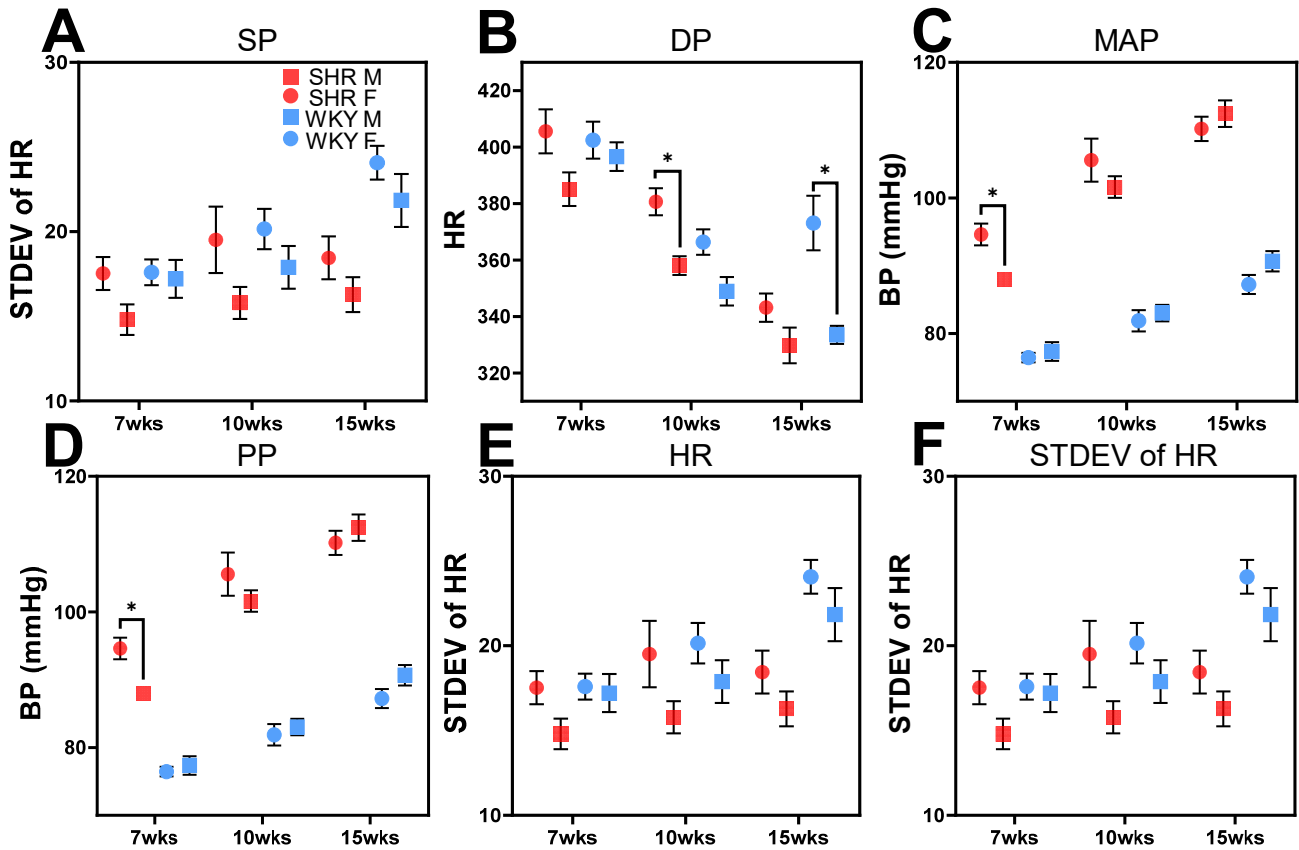 A
SP
30
20
10
STDEV of HR
SHR M
SHR F
WKY M
WKY F
7wks
10wks
15wks
B
DP
420
400
380
360
340
320
HR
*
*
7wks
10wks
15wks
C
MAP
120
100
80
BP (mmHg)
*
7wks
10wks
15wks
D
PP
120
100
80
BP (mmHg)
*
7wks
10wks
15wks
E
HR
30
20
10
STDEV of HR
7wks
10wks
15wks
F
STDEV of HR
30
20
10
STDEV of HR
7wks
10wks
15wks